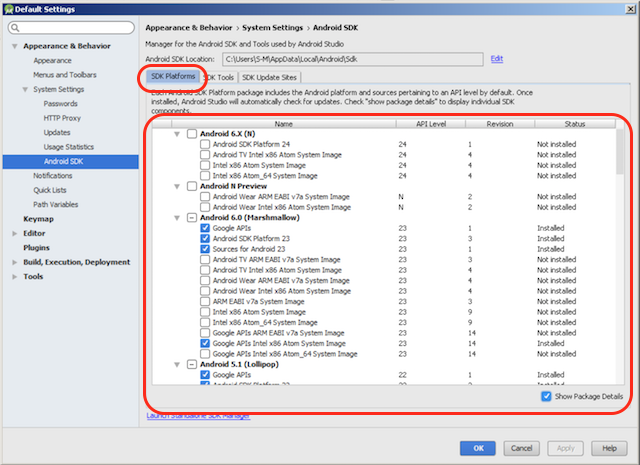 Default Settings
Appearance & Behavior
Appearance
Menus and Toolbars
System Settings
Passwords
HTTP Proxy
Updates
Usage Statistics
Android SDK
Notifications
Quick Lists
Path Variables
Keymap
Editor
Plugins
Build, Execution, Deployment
Tools
Appearance & Behavior › System Settings › Android SDK
Manager for the Android SDK and Tools used by Android Studio
Android SDK Location: C:\Users\S-M\AppData\Local\Android\Sdk Edit
SDK Platforms SDK Tools SDK Update Sites
Each Android SDK Platform package includes the Android platform and sources pertaining to an API level by default. Once
installed, Android Studio will automatically check for updates. Check "show package details" to display individual SDK
components.
Name API Level Revision Status
Android 6.X (N)
Android SDK Platform 24 24 1 Not installed
Android TV Intel x86 Atom System Image 24 4 Not installed
Intel x86 Atom System Image 24 4 Not installed
Intel x86 Atom_64 System Image 24 4 Not installed
Android N Preview
Android Wear ARM EABI v7a System Image N 2 Not installed
Android Wear Intel x86 Atom System Image N 2 Not installed
Android 6.0 (Marshmallow)
Google APIs 23 1 Installed
Android SDK Platform 23 23 3 Installed
Sources for Android 23 23 1 Installed
Android TV ARM EABI v7a System Image 23 3 Not installed
Android TV Intel x86 Atom System Image 23 4 Not installed
Android Wear ARM EABI v7a System Image 23 3 Not installed
Android Wear Intel x86 Atom System Image 23 4 Not installed
ARM EABI v7a System Image 23 3 Not installed
Intel x86 Atom System Image 23 9 Not installed
Intel x86 Atom_64 System Image 23 9 Not installed
Google APIs ARM EABI v7a System Image 23 14 Not installed
Google APIs Intel x86 Atom System Image 23 14 Installed
Google APIs Intel x86 Atom_64 System Image 23 14 Not installed
Android 5.1 (Lollipop)
Google APIs 22 1 Installed
Android SDK Platform 22 22 2 Installed
Show Package Details
Launch Standalone SDK Manager
OK Cancel Apply Help